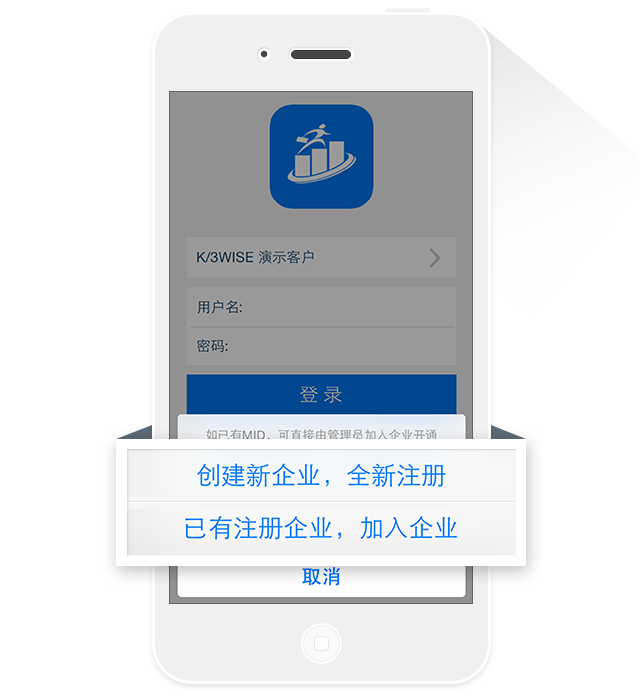 K/3WISE 演示客户
用户名:
密码:
登 录
如已有MID，可直接由管理员加入企业开通
创建新企业，全新注册
已有注册企业，加入企业
取消